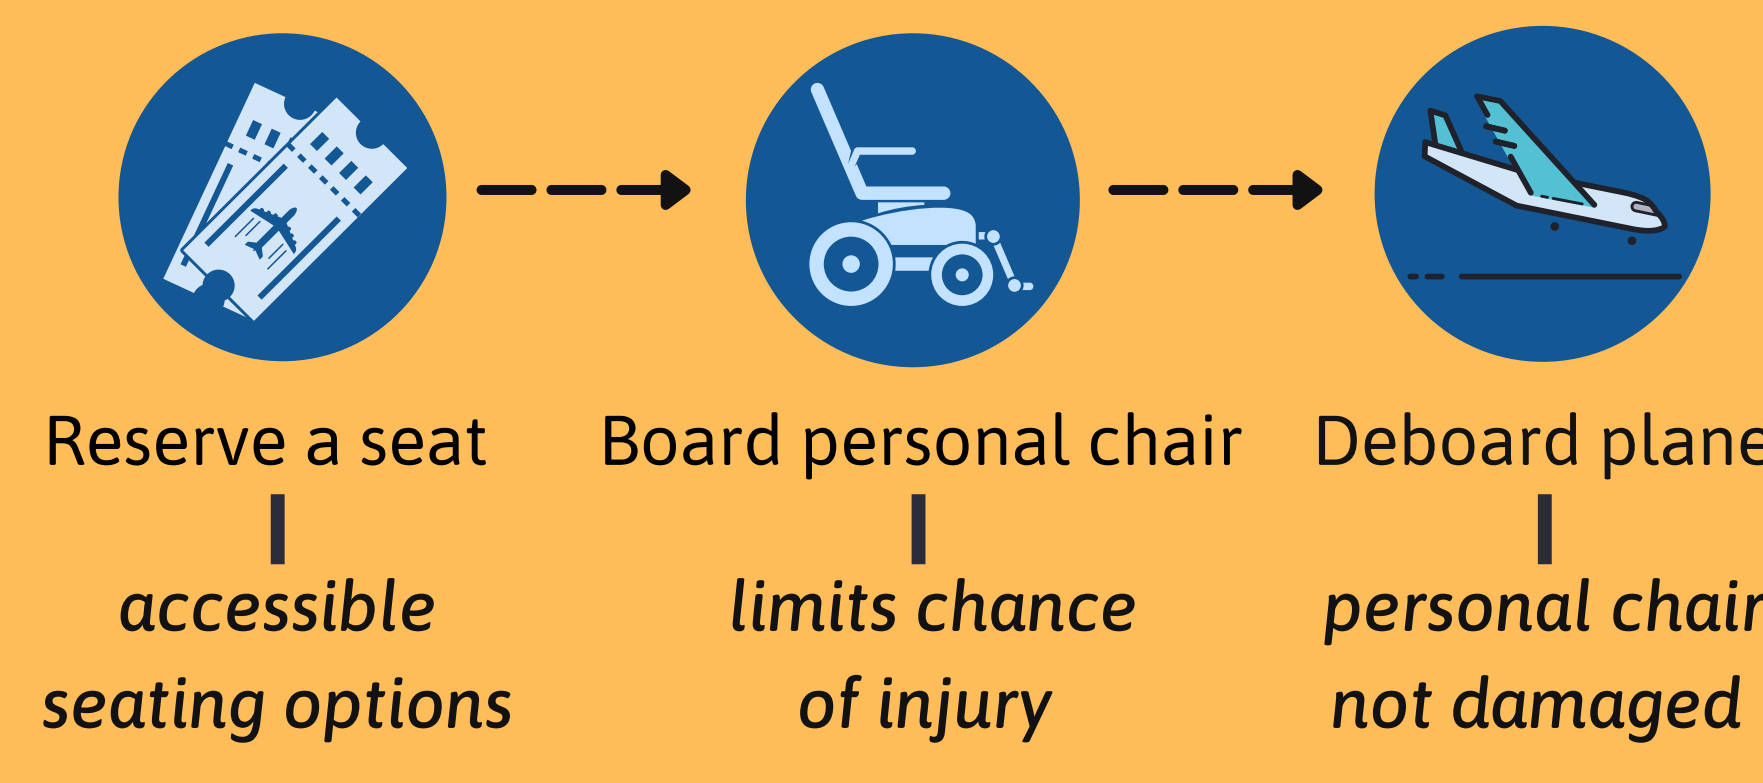 Reserve a seat
accessible
seating options
Board personal chair
limits chance
of injury
Deboard plane
personal chair
not damaged